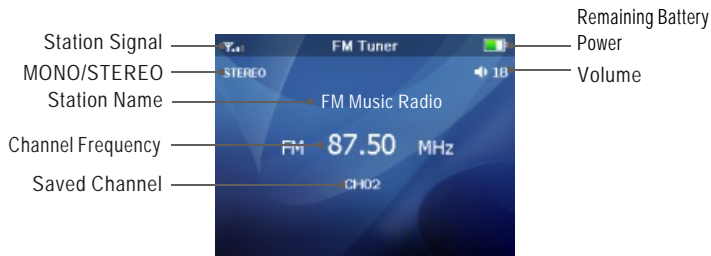 Remaining Battery
Power
Station Signal
FM Tuner
MONO/STEREO
STEREO
18
Volume
Station Name
FM Music Radio
Channel Frequency
FM 87.50 MHz
Saved Channel
CH02